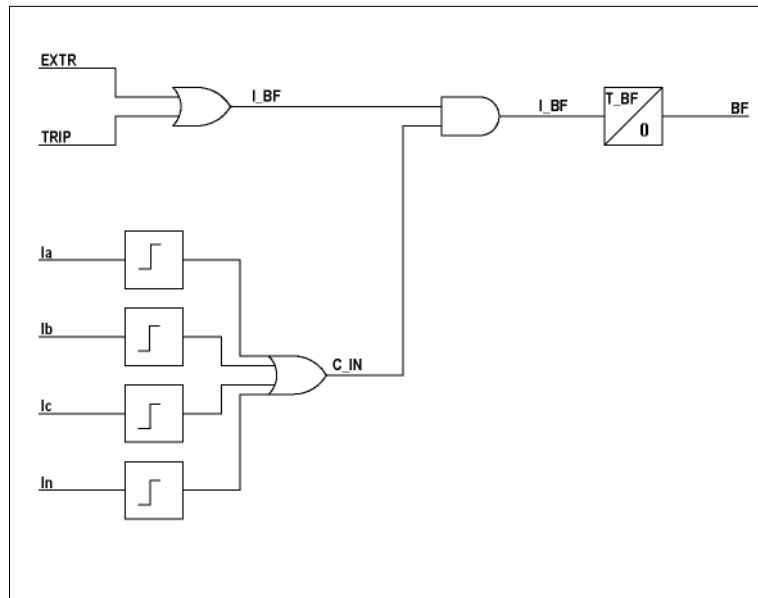 EXTR
I_BF
I_BF
T_BF
0
BF
TRIP
Ia
Ib
C_IN
Ic
In